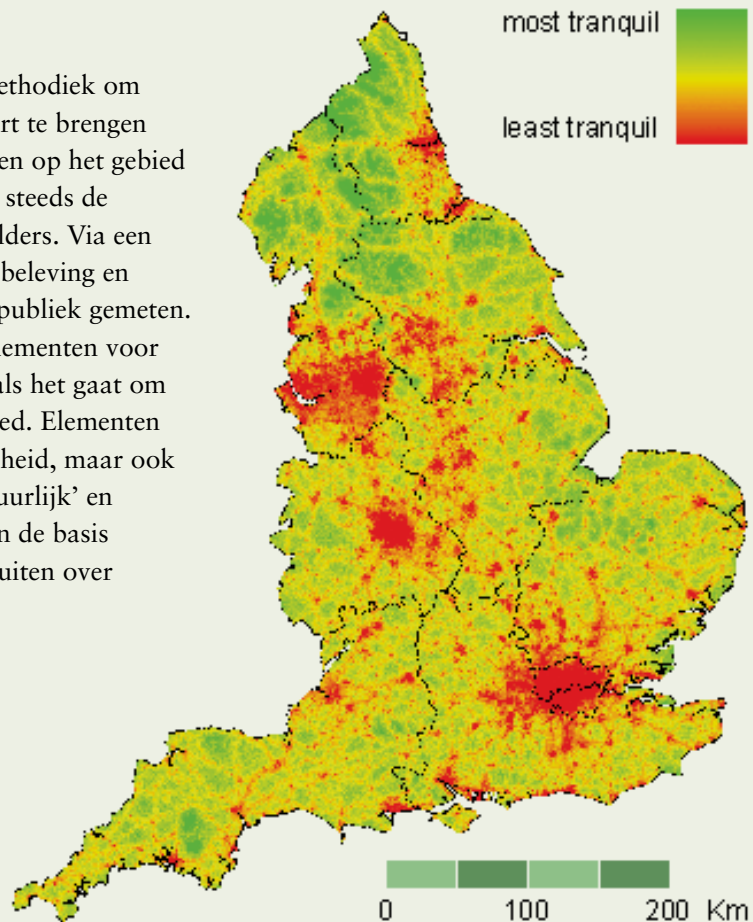 most tranquil
least tranquil
ethodiek om
rt te brengen
en op het gebied
steeds de
lders. Via een
beleving en
publiek gemeten.
lementen voor
als het gaat om
ed. Elementen
heid, maar ook
uurlijk’ en
n de basis
uiten over
0 100 200 Km